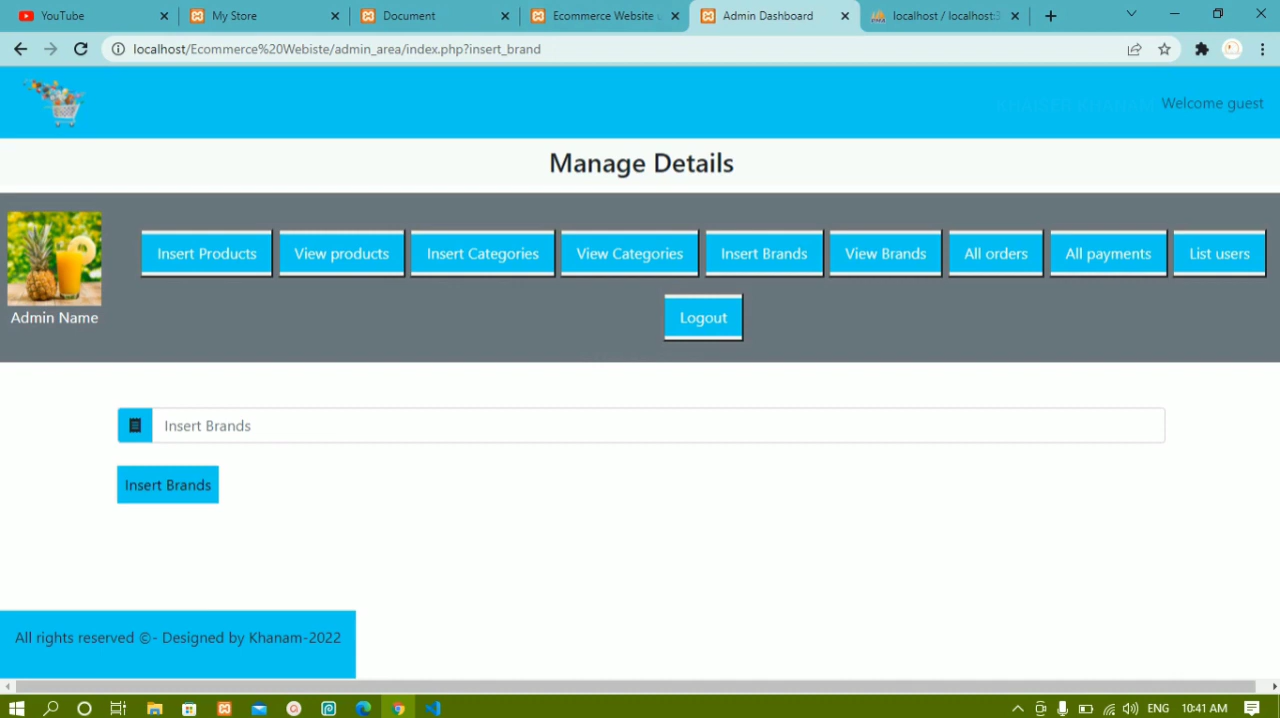 YouTube
My Store
Document
Ecommerce Website u
Admin Dashboard
localhost / localhost:3
localhost/Ecommerce%20Webiste/admin_area/index.php?insert_brand
KHAISER KHANAM
Welcome guest
Manage Details
Insert Products
View products
Insert Categories
View Categories
Insert Brands
View Brands
All orders
All payments
List users
Admin Name
Logout
Insert Brands
Insert Brands
All rights reserved ©- Designed by Khanam-2022
ENG
10:41 AM